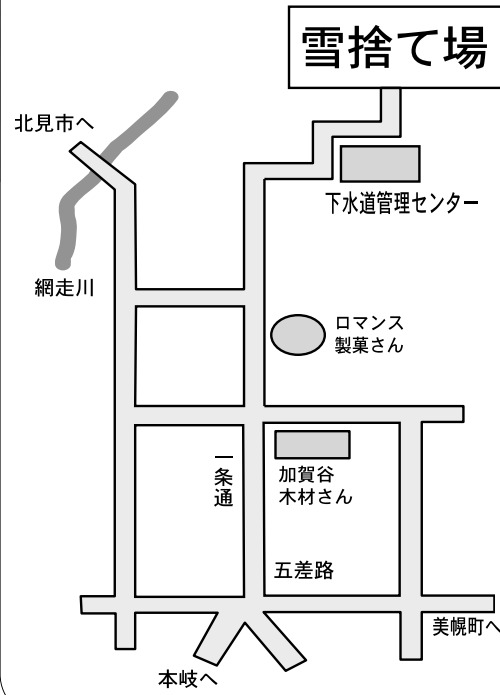 雪捨て場
北見市へ
下水道管理センター
網走川
ロマンス
製菓さん
一条通
加賀谷
木材さん
五差路
美幌町へ
本岐へ